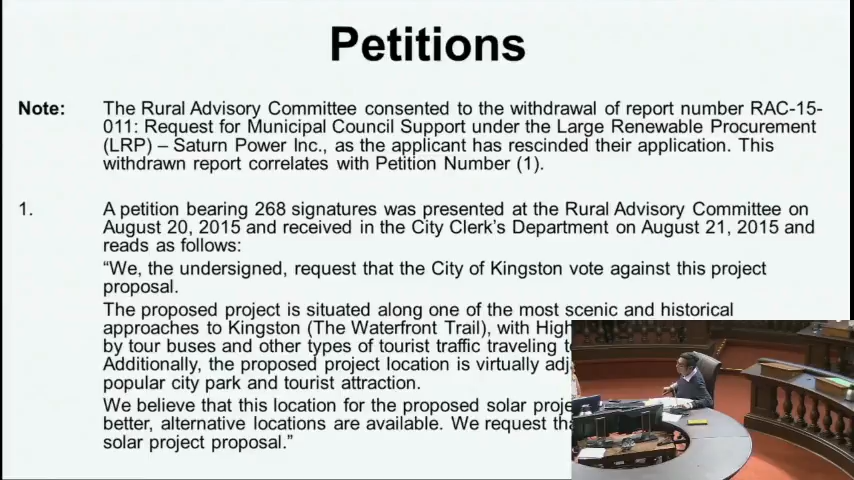 Petitions
Note: The Rural Advisory Committee consented to the withdrawal of report number RAC-15-
011: Request for Municipal Council Support under the Large Renewable Procurement
(LRP) – Saturn Power Inc., as the applicant has rescinded their application. This
withdrawn report correlates with Petition Number (1).
1. A petition bearing 268 signatures was presented at the Rural Advisory Committee on
August 20, 2015 and received in the City Clerk's Department on August 21, 2015 and
reads as follows:
“We, the undersigned, request that the City of Kingston vote against this project
proposal.
The proposed project is situated along one of the most scenic and historical
approaches to Kingston (The Waterfront Trail), with High
by tour buses and other types of tourist traffic traveling
Additionally, the proposed project location is virtually
popular city park and tourist attraction.
We believe that this location for the proposed solar
better, alternative locations are available. We request
solar project proposal.”